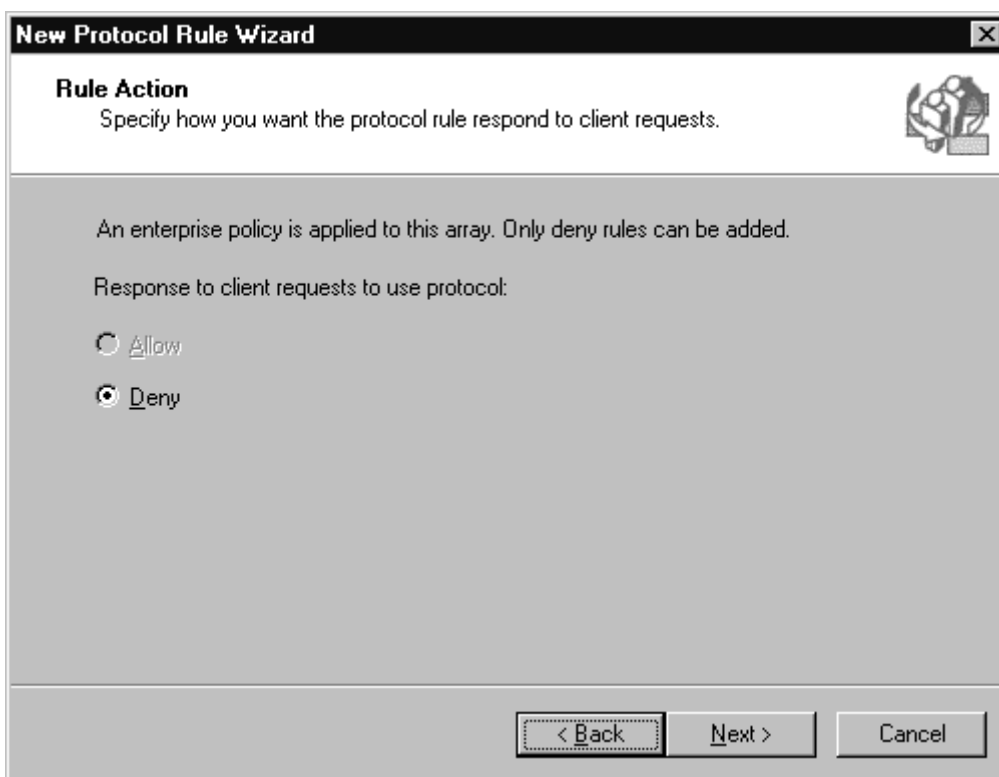 New Protocol Rule Wizard
Rule Action
Specify how you want the protocol rule respond to client requests.
An enterprise policy is applied to this array. Only deny rules can be added.
Response to client requests to use protocol:
Allow
Deny
< Back Next > Cancel